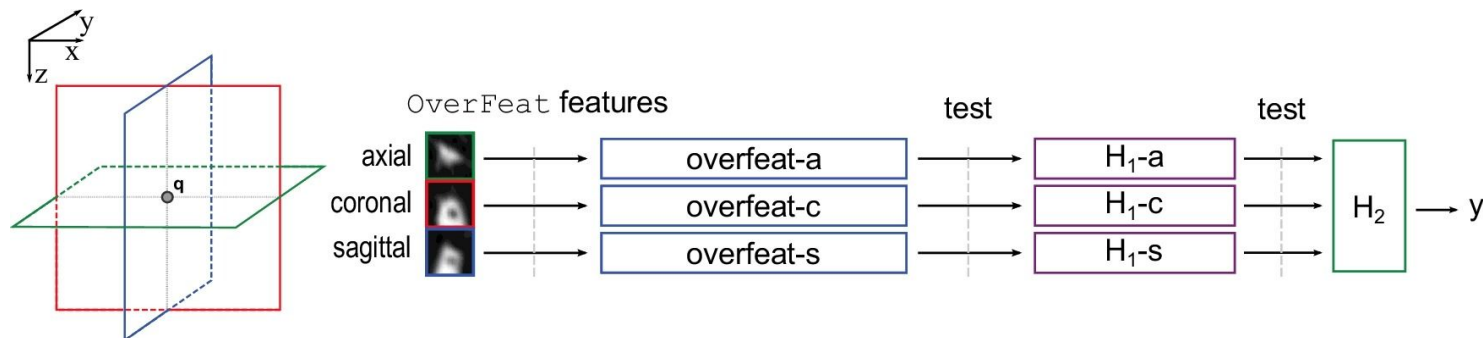 y
x
z
q
OverFeat features
test
test
axial
overfeat-a
H₁-a
coronal
overfeat-c
H₁-c
H₂
y
sagittal
overfeat-s
H₁-s